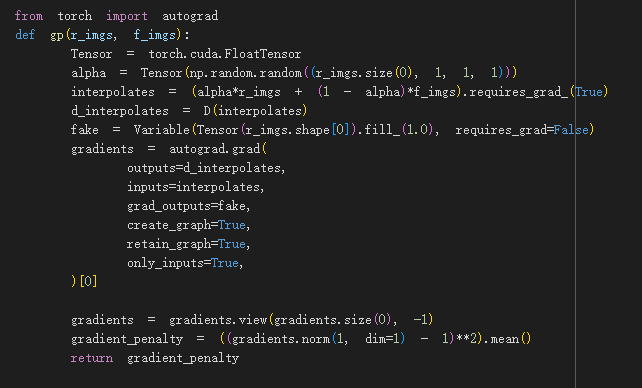 from torch import autograd
def gp(r_imgs, f_imgs):
Tensor = torch.cuda.FloatTensor
alpha = Tensor(np.random.random((r_imgs.size(0), 1, 1, 1)))
interpolates = (alpha*r_imgs + (1 - alpha)*f_imgs).requires_grad_(True)
d_interpolates = D(interpolates)
fake = Variable(Tensor(r_imgs.shape[0]).fill_(1.0), requires_grad=False)
gradients = autograd.grad(
outputs=d_interpolates,
inputs=interpolates,
grad_outputs=fake,
create_graph=True,
retain_graph=True,
only_inputs=True,
)[0]
gradients = gradients.view(gradients.size(0), -1)
gradient_penalty = ((gradients.norm(1, dim=1) - 1)**2).mean()
return gradient_penalty